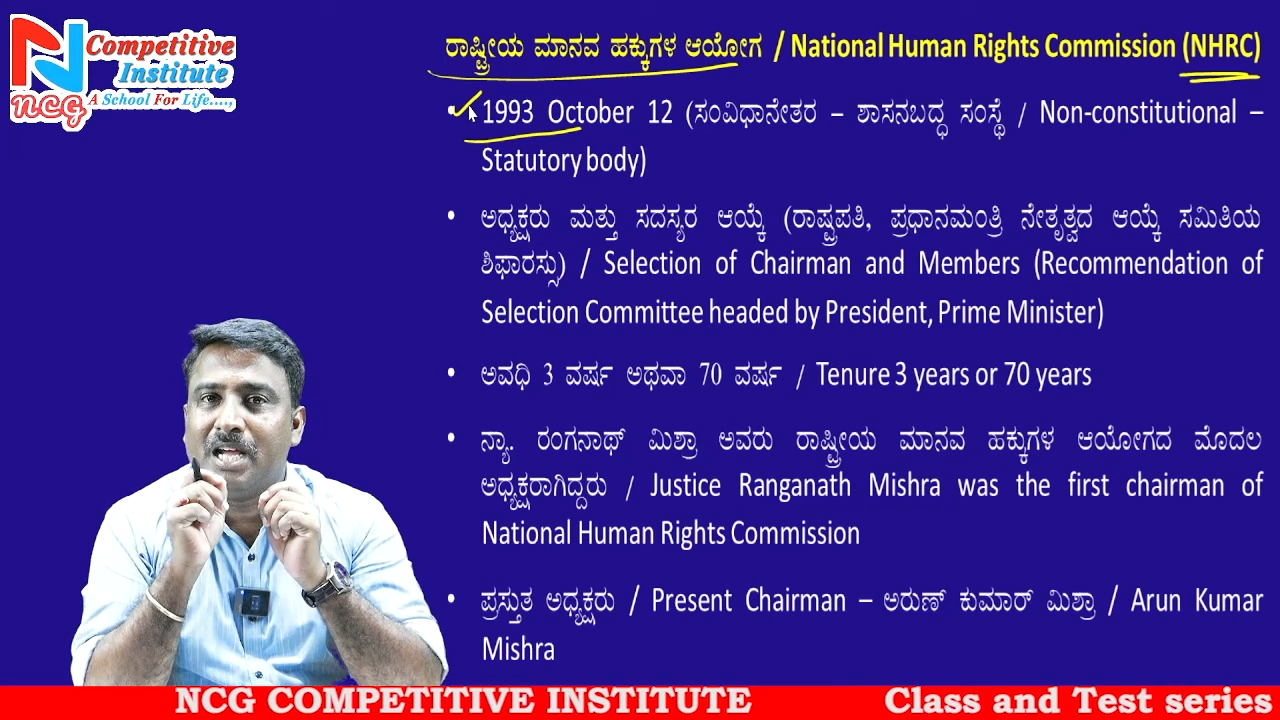 Competitive
Institute
NCG A School For Life....,
ರಾಷ್ಟ್ರೀಯ ಮಾನವ ಹಕ್ಕುಗಳ ಆಯೋಗ / National Human Rights Commission (NHRC)
• 1993 October 12 (ಸಂವಿಧಾನೇತರ – ಶಾಸನಬದ್ಧ ಸಂಸ್ಥೆ / Non-constitutional –
Statutory body)
• ಅಧ್ಯಕ್ಷರು ಮತ್ತು ಸದಸ್ಯರ ಆಯ್ಕೆ (ರಾಷ್ಟ್ರಪತಿ, ಪ್ರಧಾನಮಂತ್ರಿ ನೇತೃತ್ವದ ಆಯ್ಕೆ ಸಮಿತಿಯ
ಶಿಫಾರಸ್ಸು) / Selection of Chairman and Members (Recommendation of
Selection Committee headed by President, Prime Minister)
• ಅವಧಿ 3 ವರ್ಷ ಅಥವಾ 70 ವರ್ಷ / Tenure 3 years or 70 years
• ನ್ಯಾ. ರಂಗನಾಥ್ ಮಿಶ್ರಾ ಅವರು ರಾಷ್ಟ್ರೀಯ ಮಾನವ ಹಕ್ಕುಗಳ ಆಯೋಗದ ಮೊದಲ
ಅಧ್ಯಕ್ಷರಾಗಿದ್ದರು / Justice Ranganath Mishra was the first chairman of
National Human Rights Commission
• ಪ್ರಸ್ತುತ ಅಧ್ಯಕ್ಷರು / Present Chairman – ಅರುಣ್ ಕುಮಾರ್ ಮಿಶ್ರಾ / Arun Kumar
Mishra
NCG COMPETITIVE INSTITUTE Class and Test series